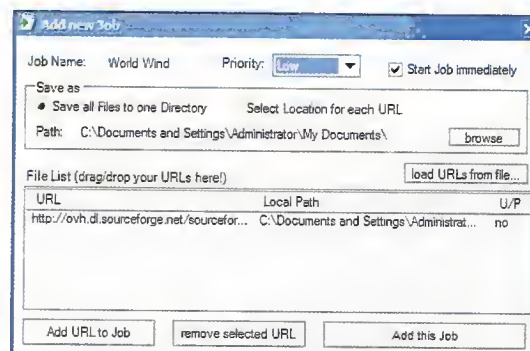 Add new Job
Job Name: World Wind Priority: Low Start Job immediately
Save as
Save all Files to one Directory Select Location for each URL
Path: C:\Documents and Settings\Administrator\My Documents\ browse
File List (drag/drop your URLs here!) load URLs from file...
URL Local Path U/P
http://ovh.dl.sourceforge.net/sourcefor... C:\Documents and Settings\Administrat... no
Add URL to Job remove selected URL Add this Job